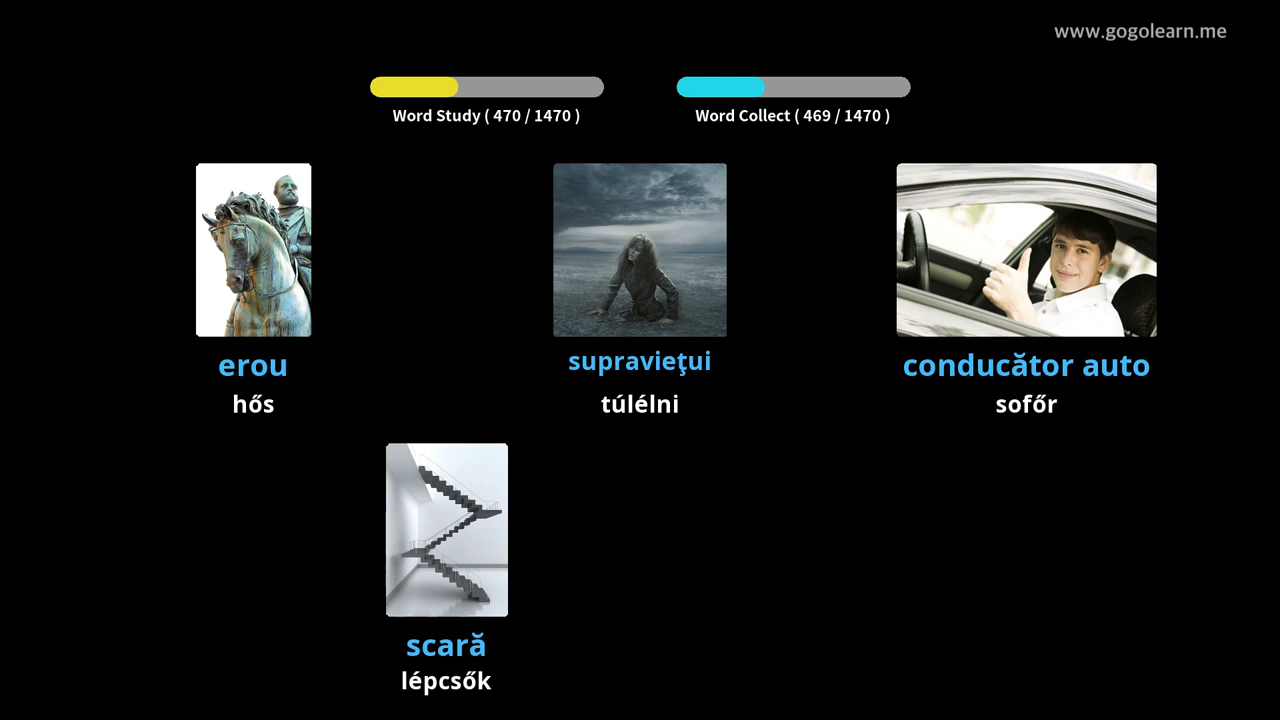 www.gogolearn.me
Word Study ( 470 / 1470 )
Word Collect ( 469 / 1470 )
erou
hős
supravieţui
túlélni
conducător auto
sofőr
scară
lépcsők